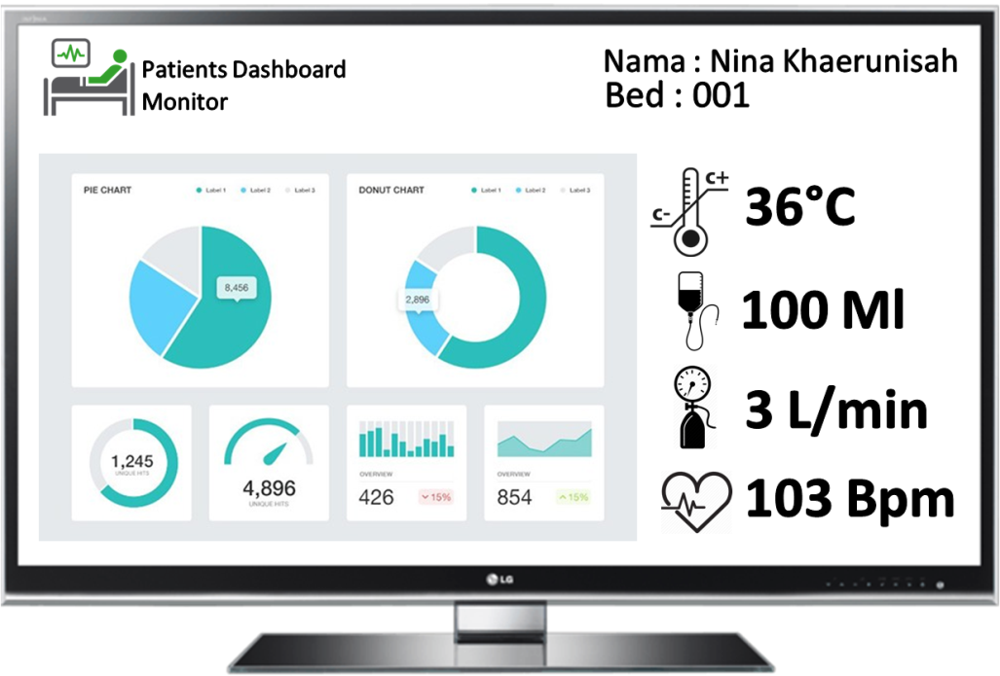 Patients Dashboard
Monitor
Nama : Nina Khaerunisah
Bed : 001
PIE CHART
Label 1
Label 2
Label 3
8,456
DONUT CHART
Label 1
Label 2
Label 3
2,896
1,245
UNIQUE HITS
4,896
UNIQUE HITS
OVERVIEW
426
15%
OVERVIEW
854
15%
C+
C-
36°C
100 Ml
3 L/min
103 Bpm
LG